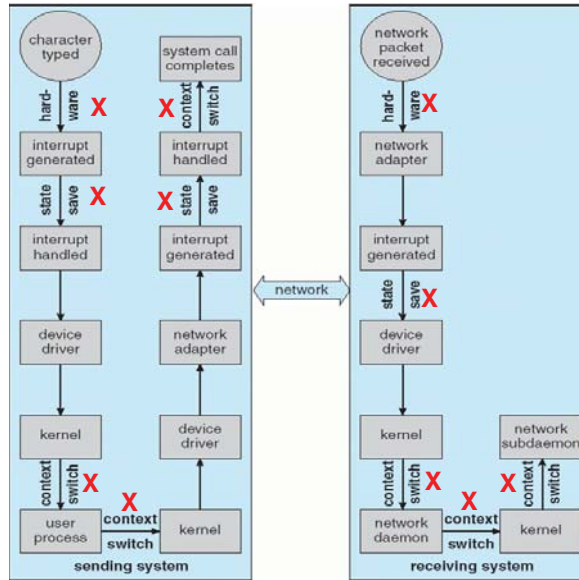 character
typed
hard-
ware
X
interrupt
generated
state
save
X
interrupt
handled
device
driver
kernel
context
switch
X
user
process
X
context
switch
kernel
device
driver
network
adapter
interrupt
generated
X
state
save
interrupt
handled
X
context
switch
system call
completes
sending system
network
network
packet
received
hard-
ware
X
network
adapter
interrupt
generated
state
save
X
device
driver
kernel
context
switch
X
network
daemon
X
context
switch
kernel
X
context
switch
network
subdaemon
receiving system